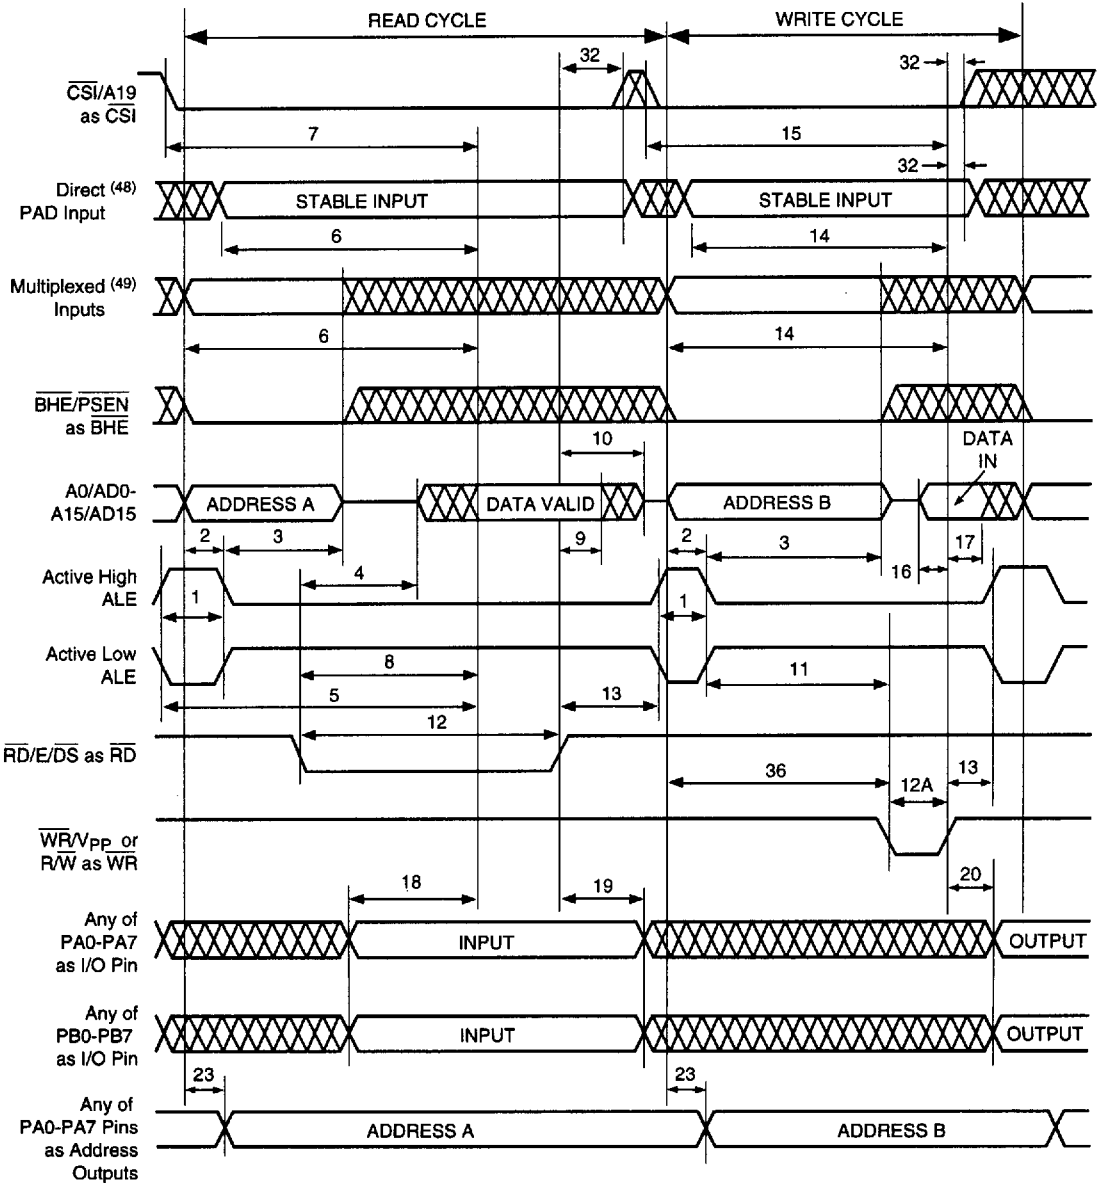 READ CYCLE
WRITE CYCLE
32
32
CSI/A19
as CSI
7
15
32
Direct (48)
PAD Input
STABLE INPUT
STABLE INPUT
6
14
Multiplexed (49)
Inputs
6
14
BHE/PSEN
as BHE
10
DATA
IN
A0/AD0-
A15/AD15
ADDRESS A
DATA VALID
ADDRESS B
2
3
9
2
3
17
Active High
ALE
4
16
1
1
Active Low
ALE
8
11
5
13
12
RD/E/DS as RD
36
12A
13
WR/VPP or
R/W as WR
18
19
20
Any of
PA0-PA7
as I/O Pin
INPUT
OUTPUT
Any of
PB0-PB7
as I/O Pin
INPUT
OUTPUT
23
23
Any of
PA0-PA7 Pins
as Address
Outputs
ADDRESS A
ADDRESS B